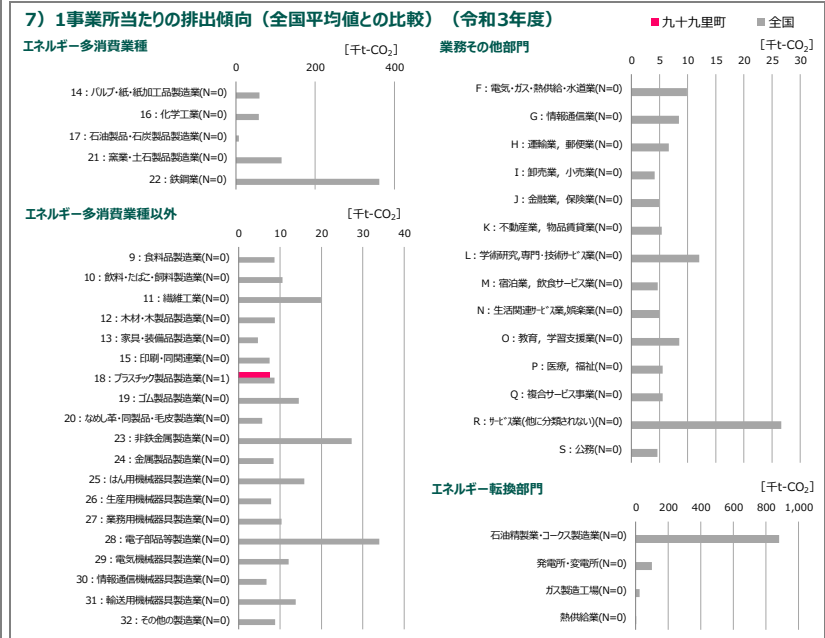 7）1事業所当たりの排出傾向（全国平均値との比較）（令和3年度）
九十九里町 全国
エネルギー多消費業種
[千t-CO₂]
0 200 400
14：パルプ・紙・紙加工品製造業(N=0)
16：化学工業(N=0)
17：石油製品・石炭製品製造業(N=0)
21：窯業・土石製品製造業(N=0)
22：鉄鋼業(N=0)
エネルギー多消費業種以外
[千t-CO₂]
0 10 20 30 40
9：食料品製造業(N=0)
10：飲料・たばこ・飼料製造業(N=0)
11：繊維工業(N=0)
12：木材・木製品製造業(N=0)
13：家具・装備品製造業(N=0)
15：印刷・同関連業(N=0)
18：プラスチック製品製造業(N=1)
19：ゴム製品製造業(N=0)
20：なめし革・同製品・毛皮製造業(N=0)
23：非鉄金属製造業(N=0)
24：金属製品製造業(N=0)
25：はん用機械器具製造業(N=0)
26：生産用機械器具製造業(N=0)
27：業務用機械器具製造業(N=0)
28：電子部品等製造業(N=0)
29：電気機械器具製造業(N=0)
30：情報通信機械器具製造業(N=0)
31：輸送用機械器具製造業(N=0)
32：その他の製造業(N=0)
業務その他部門
[千t-CO₂]
0 5 10 15 20 25 30
F：電気・ガス・熱供給・水道業(N=0)
G：情報通信業(N=0)
H：運輸業，郵便業(N=0)
I：卸売業，小売業(N=0)
J：金融業，保険業(N=0)
K：不動産業，物品賃貸業(N=0)
L：学術研究,専門・技術ｻｰﾋﾞｽ業(N=0)
M：宿泊業，飲食サービス業(N=0)
N：生活関連ｻｰﾋﾞｽ業,娯楽業(N=0)
O：教育，学習支援業(N=0)
P：医療，福祉(N=0)
Q：複合サービス事業(N=0)
R：ｻｰﾋﾞｽ業(他に分類されない)(N=0)
S：公務(N=0)
エネルギー転換部門
[千t-CO₂]
0 200 400 600 800 1,000
石油精製業・コークス製造業(N=0)
発電所・変電所(N=0)
ガス製造工場(N=0)
熱供給業(N=0)